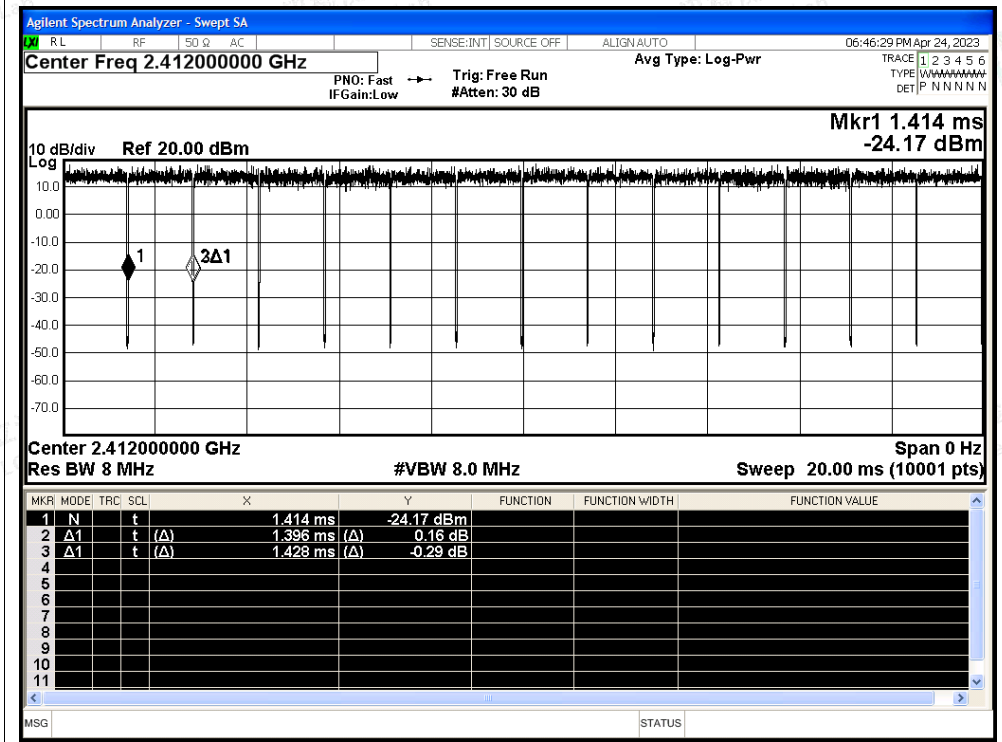 Agilent Spectrum Analyzer - Swept SA
LXI RL RF 50 Ω AC SENSE:INT SOURCE OFF ALIGN AUTO 06:46:29 PM Apr 24, 2023
Center Freq 2.412000000 GHz Avg Type: Log-Pwr TRACE 1 2 3 4 5 6
PNO: Fast Trig: Free Run TYPE WWWWWW
IFGain:Low #Atten: 30 dB DET P N N N N N
Mkr1 1.414 ms
10 dB/div Ref 20.00 dBm -24.17 dBm
Log
10.0
0.00
-10.0
1 3Δ1
-20.0
-30.0
-40.0
-50.0
-60.0
-70.0
Center 2.412000000 GHz Span 0 Hz
Res BW 8 MHz #VBW 8.0 MHz Sweep 20.00 ms (10001 pts)
MKR MODE TRC SCL X Y FUNCTION FUNCTION WIDTH FUNCTION VALUE
1 N t 1.414 ms -24.17 dBm
2 Δ1 t (Δ) 1.396 ms (Δ) 0.16 dB
3 Δ1 t (Δ) 1.428 ms (Δ) -0.29 dB
4
5
6
7
8
9
10
11
MSG STATUS